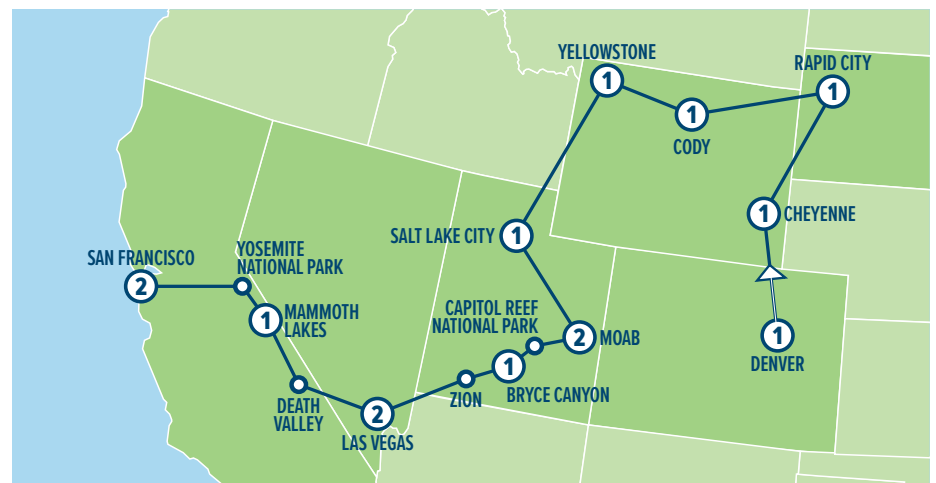 YELLOWSTONE
1
RAPID CITY
1
1
CODY
1
CHEYENNE
SALT LAKE CITY
1
SAN FRANCISCO
2
YOSEMITE
NATIONAL PARK
1
MAMMOTH
LAKES
CAPITOL REEF
NATIONAL PARK
2
MOAB
1
DENVER
1
BRYCE CANYON
ZION
DEATH
VALLEY
2
LAS VEGAS